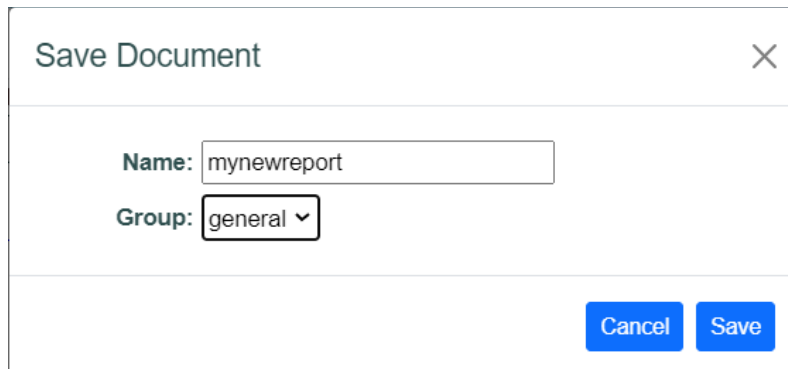 Save Document
Name: mynewreport
Group: general
Cancel Save